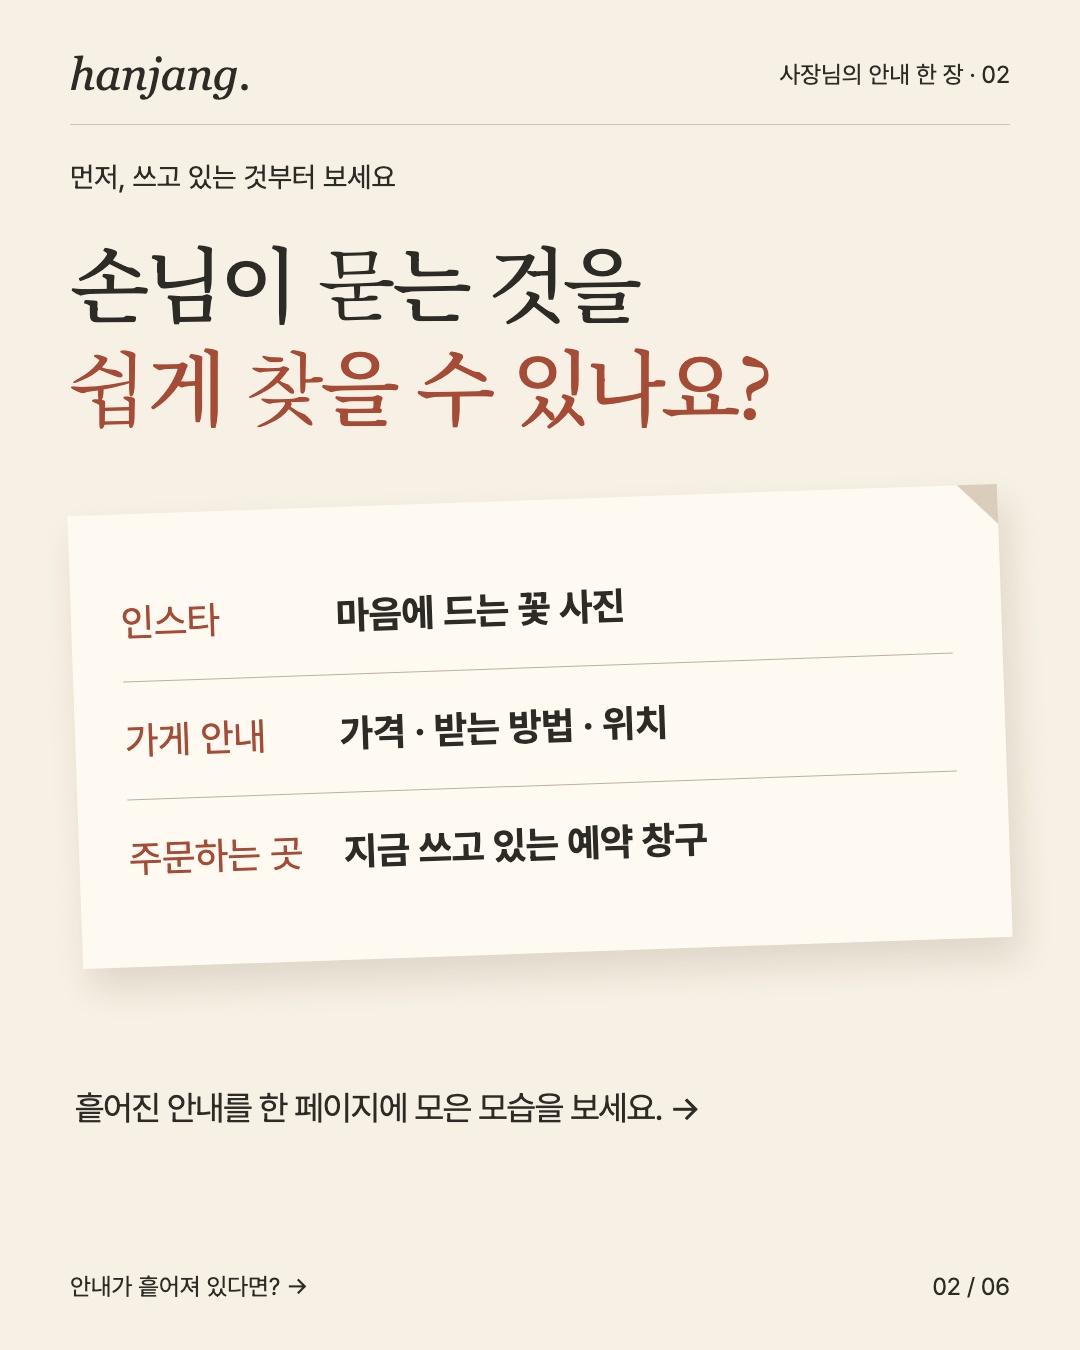 hanjang.
사장님의 안내 한 장 · 02
먼저, 쓰고 있는 것부터 보세요
손님이 묻는 것을
쉽게 찾을 수 있나요?
인스타 마음에 드는 꽃 사진
가게 안내 가격 · 받는 방법 · 위치
주문하는 곳 지금 쓰고 있는 예약 창구
흩어진 안내를 한 페이지에 모은 모습을 보세요. →
안내가 흩어져 있다면? →
02 / 06